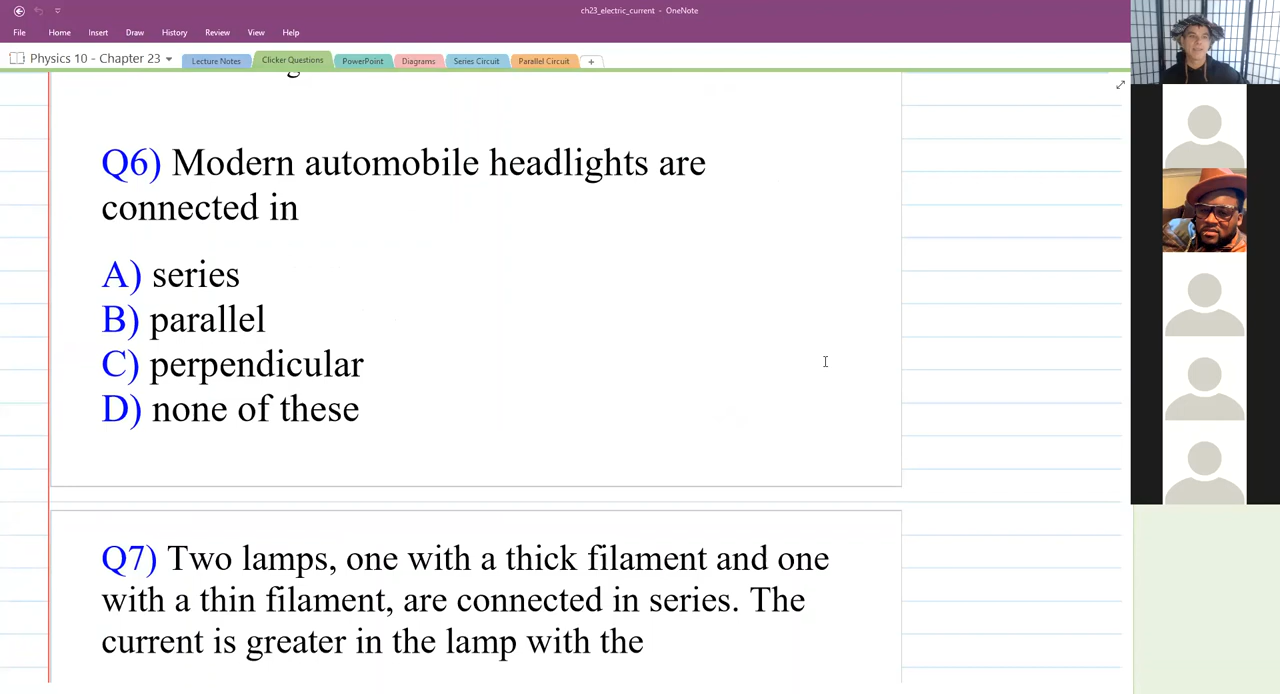 ch23_electric_current - OneNote
File Home Insert Draw History Review View Help
Physics 10 - Chapter 23 Lecture Notes Clicker Questions PowerPoint Diagrams Series Circuit Parallel Circuit +
Q6) Modern automobile headlights are
connected in
A) series
B) parallel
C) perpendicular
D) none of these
Q7) Two lamps, one with a thick filament and one
with a thin filament, are connected in series. The
current is greater in the lamp with the